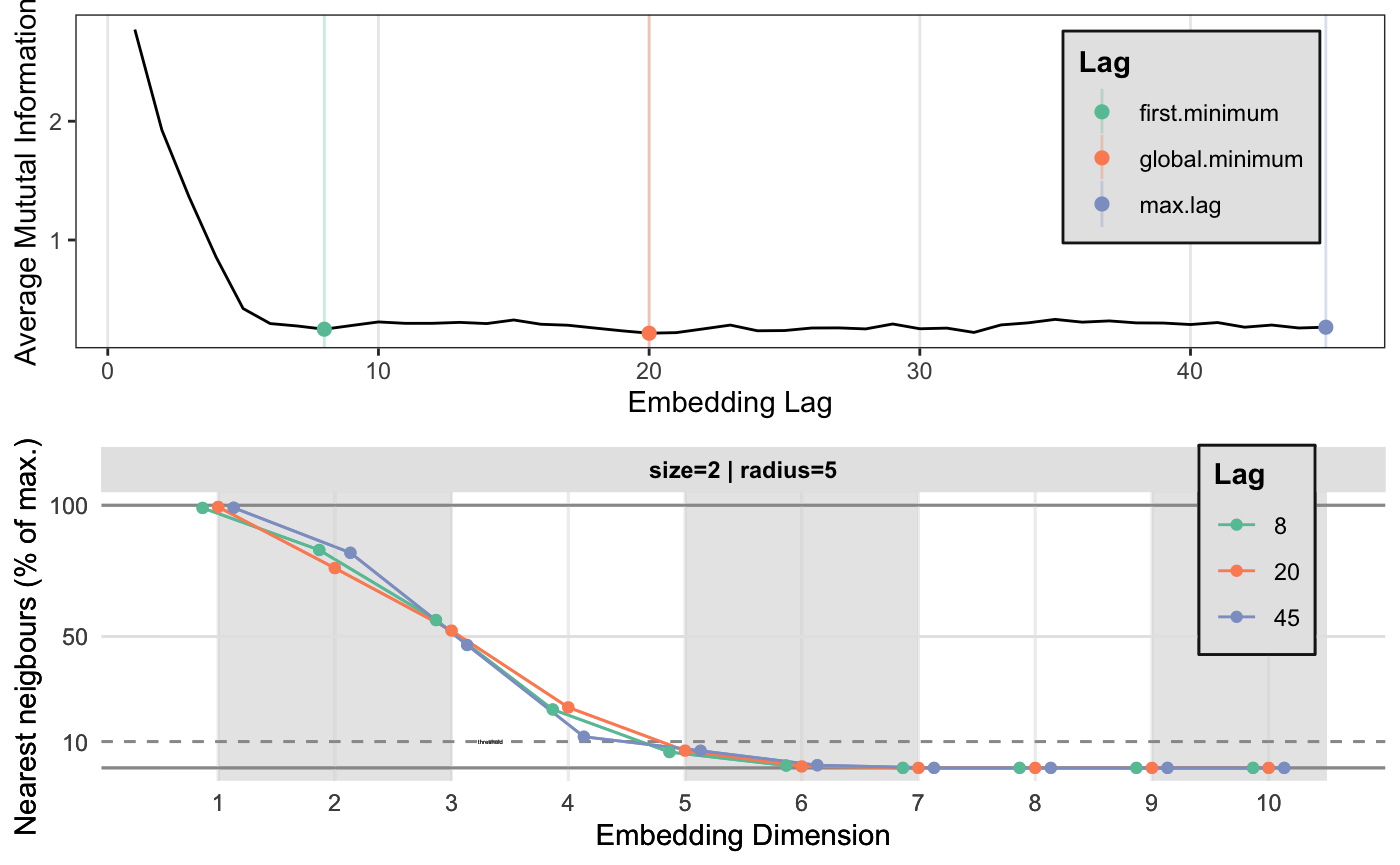 Average Mututal Information
2
1
Lag
first.minimum
global.minimum
max.lag
0 10 20 30 40
Embedding Lag
Nearest neigbours (% of max.)
size=2 | radius=5
100
50
10
Lag
8
20
45
threshold
1 2 3 4 5 6 7 8 9 10
Embedding Dimension